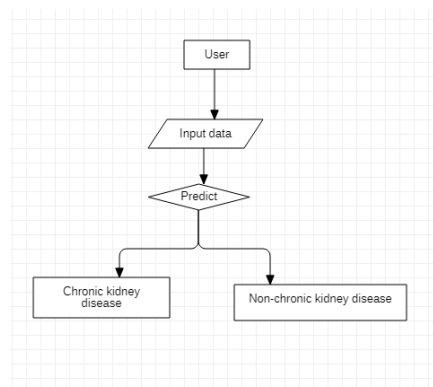 User
Input data
Predict
Chronic kidney
disease
Non-chronic kidney disease